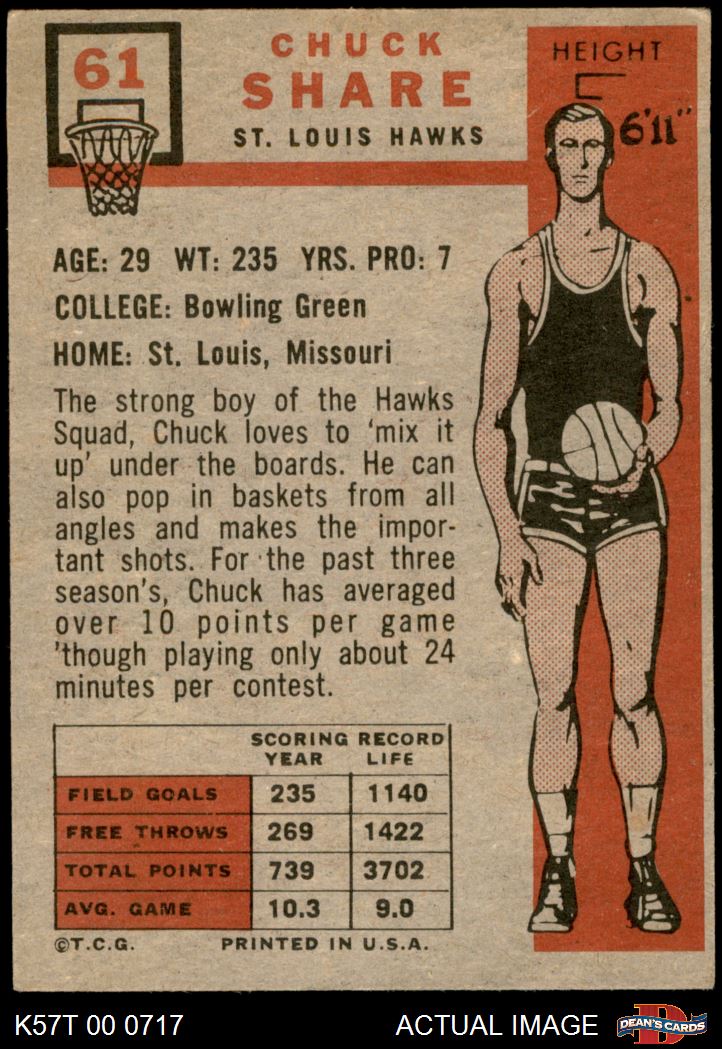 61
CHUCK
SHARE
ST. LOUIS HAWKS
HEIGHT
6'11"
AGE: 29 WT: 235 YRS. PRO: 7
COLLEGE: Bowling Green
HOME: St. Louis, Missouri
The strong boy of the Hawks
Squad, Chuck loves to ‘mix it
up’ under the boards. He can
also pop in baskets from all
angles and makes the impor-
tant shots. For the past three
season's, Chuck has averaged
over 10 points per game
'though playing only about 24
minutes per contest.
SCORING RECORD
YEAR LIFE
FIELD GOALS 235 1140
FREE THROWS 269 1422
TOTAL POINTS 739 3702
AVG. GAME 10.3 9.0
©T.C.G. PRINTED IN U.S.A.
K57T 00 0717 ACTUAL IMAGE
D
DEAN'S CARDS